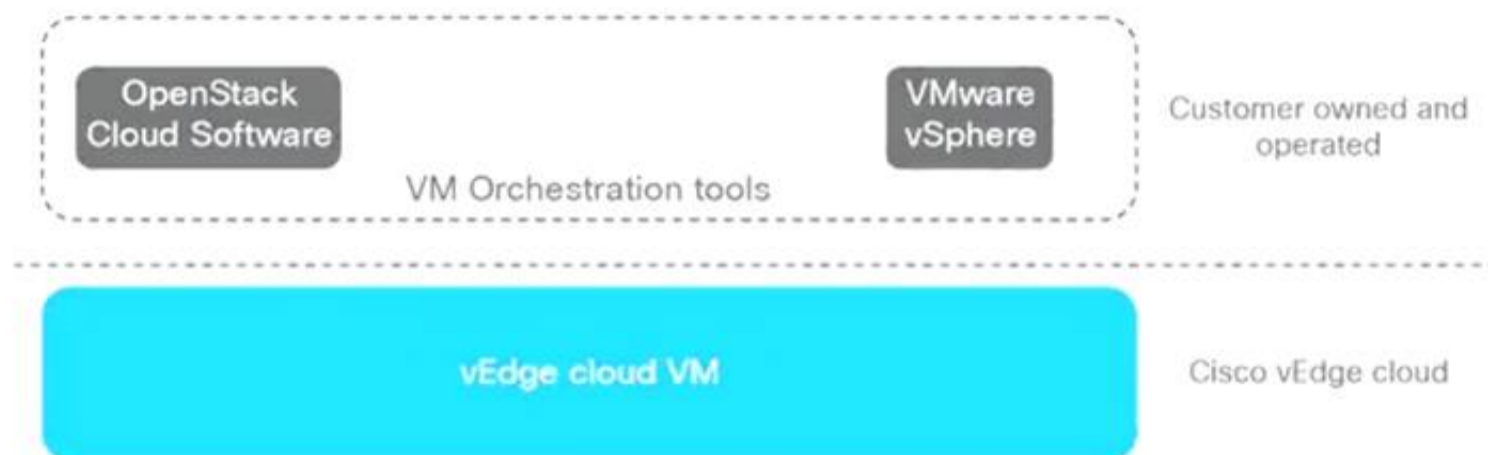 OpenStack
Cloud Software
VMware
vSphere
VM Orchestration tools
Customer owned and
operated
vEdge cloud VM
Cisco vEdge cloud